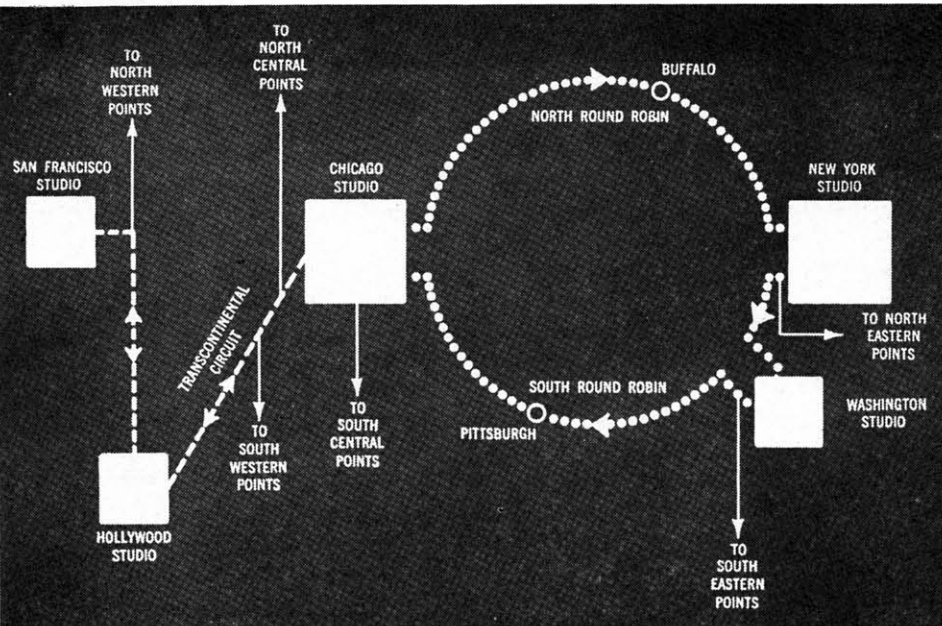 TO
NORTH
WESTERN
POINTS
TO
NORTH
CENTRAL
POINTS
BUFFALO
NORTH ROUND ROBIN
SAN FRANCISCO
STUDIO
CHICAGO
STUDIO
NEW YORK
STUDIO
TRANSCONTINENTAL
CIRCUIT
TO NORTH
EASTERN
POINTS
SOUTH ROUND ROBIN
PITTSBURGH
WASHINGTON
STUDIO
TO
SOUTH
WESTERN
POINTS
TO
SOUTH
CENTRAL
POINTS
HOLLYWOOD
STUDIO
TO
SOUTH
EASTERN
POINTS